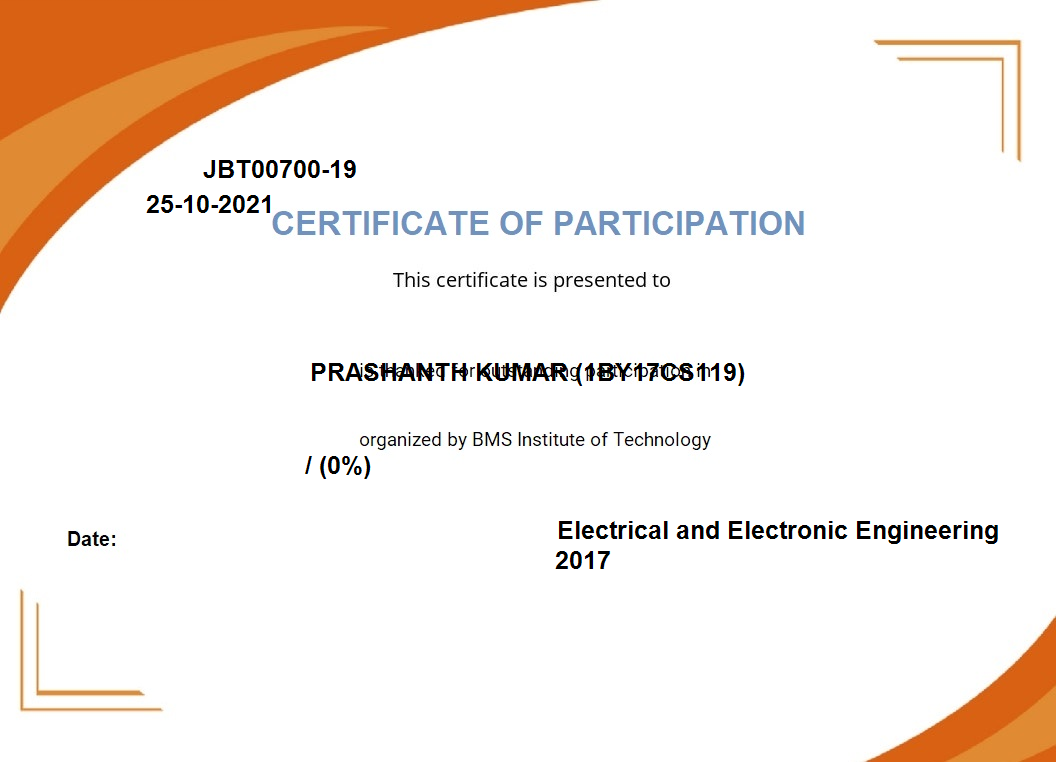 JBT00700-19
25-10-2021
CERTIFICATE OF PARTICIPATION
This certificate is presented to
PRASHANTH KUMAR (1BY17CS119)
is thanked for outstanding participation in
organized by BMS Institute of Technology
/ (0%)
Electrical and Electronic Engineering
Date:
2017